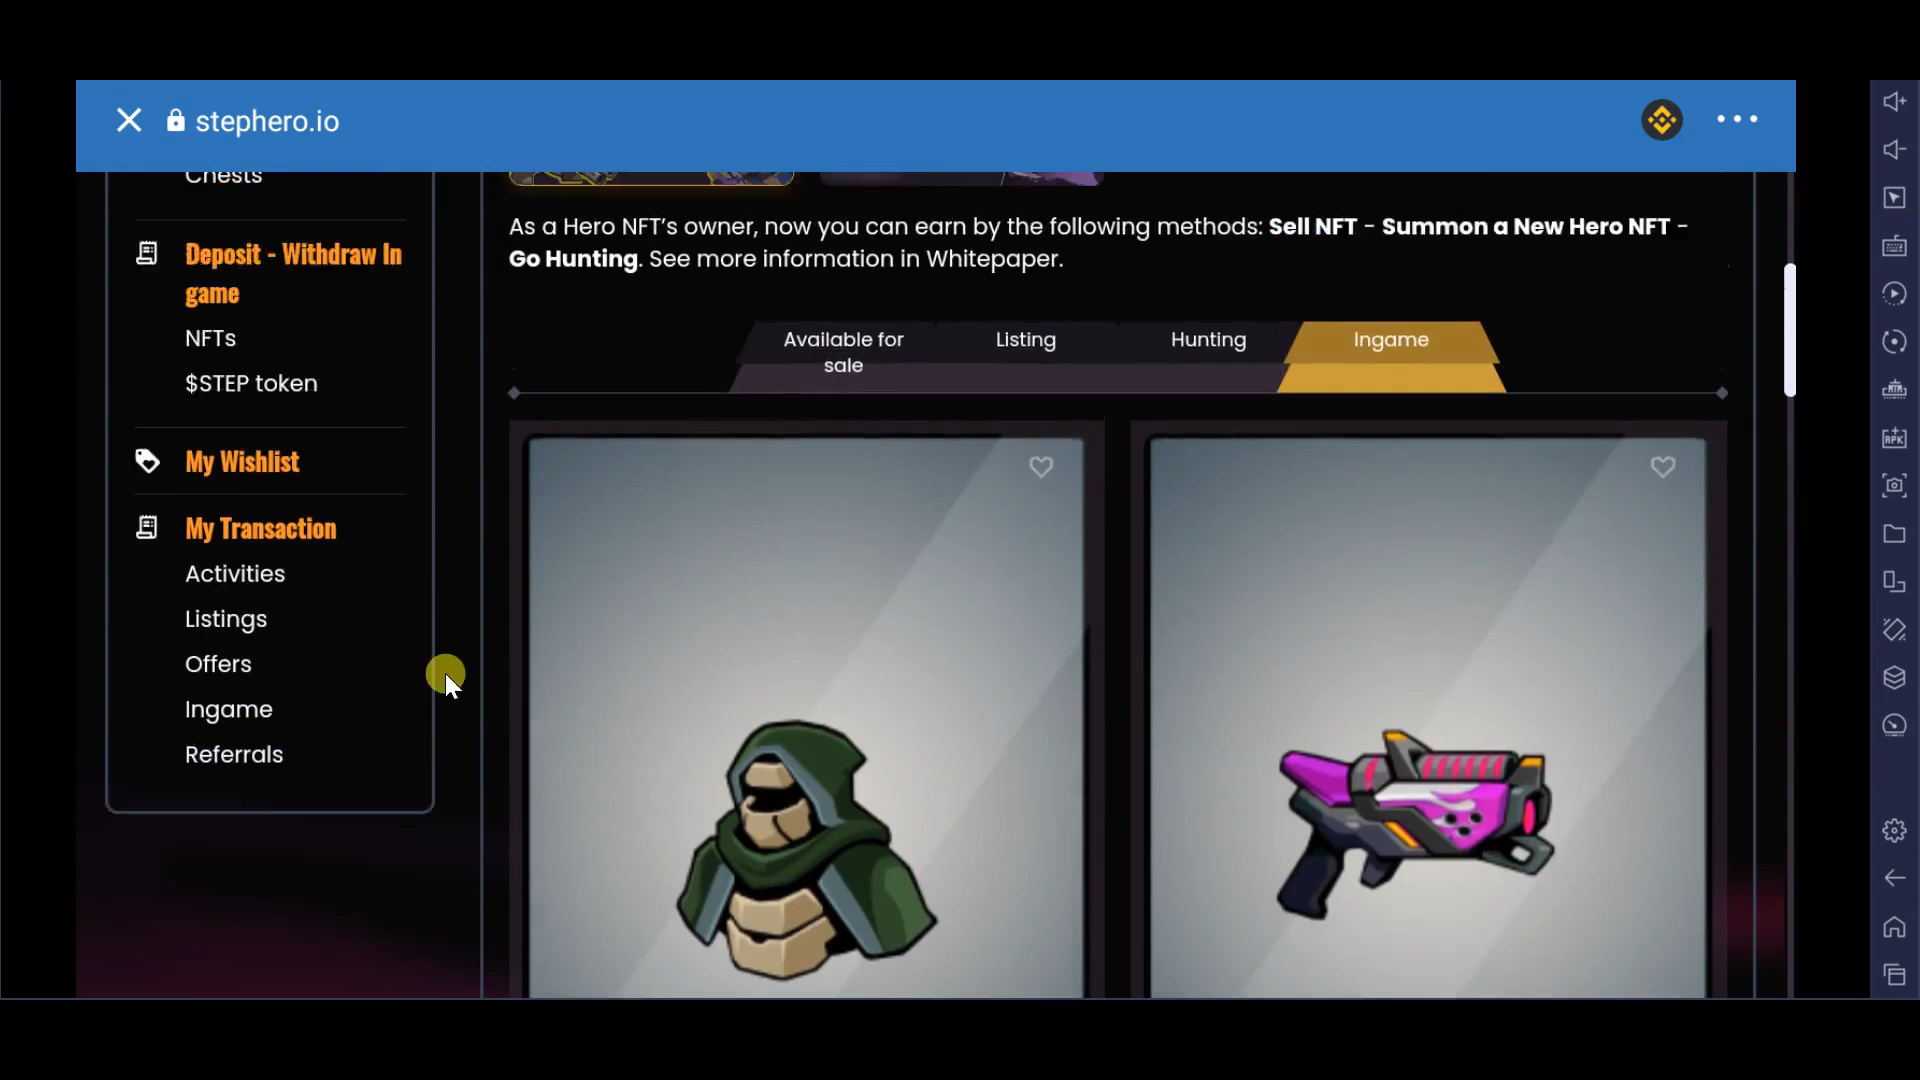 stephero.io
Chests
Deposit - Withdraw In
game
NFTs
$STEP token
My Wishlist
My Transaction
Activities
Listings
Offers
Ingame
Referrals
As a Hero NFT’s owner, now you can earn by the following methods: Sell NFT - Summon a New Hero NFT -
Go Hunting. See more information in Whitepaper.
Available for
sale
Listing
Hunting
Ingame